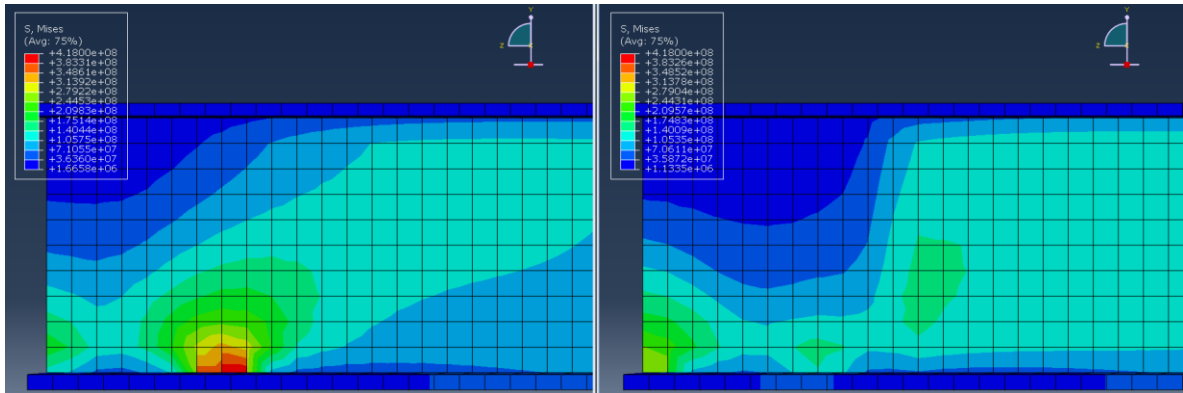 S, Mises
(Avg: 75%)
+4.1800e+08
+3.8331e+08
+3.4861e+08
+3.1392e+08
+2.7922e+08
+2.4453e+08
+2.0983e+08
+1.7514e+08
+1.4044e+08
+1.0575e+08
+7.1055e+07
+3.6360e+07
+1.6658e+06
Y
Z
S, Mises
(Avg: 75%)
+4.1800e+08
+3.8326e+08
+3.4852e+08
+3.1378e+08
+2.7904e+08
+2.4431e+08
+2.0957e+08
+1.7483e+08
+1.4009e+08
+1.0535e+08
+7.0611e+07
+3.5872e+07
+1.1335e+06
Y
Z